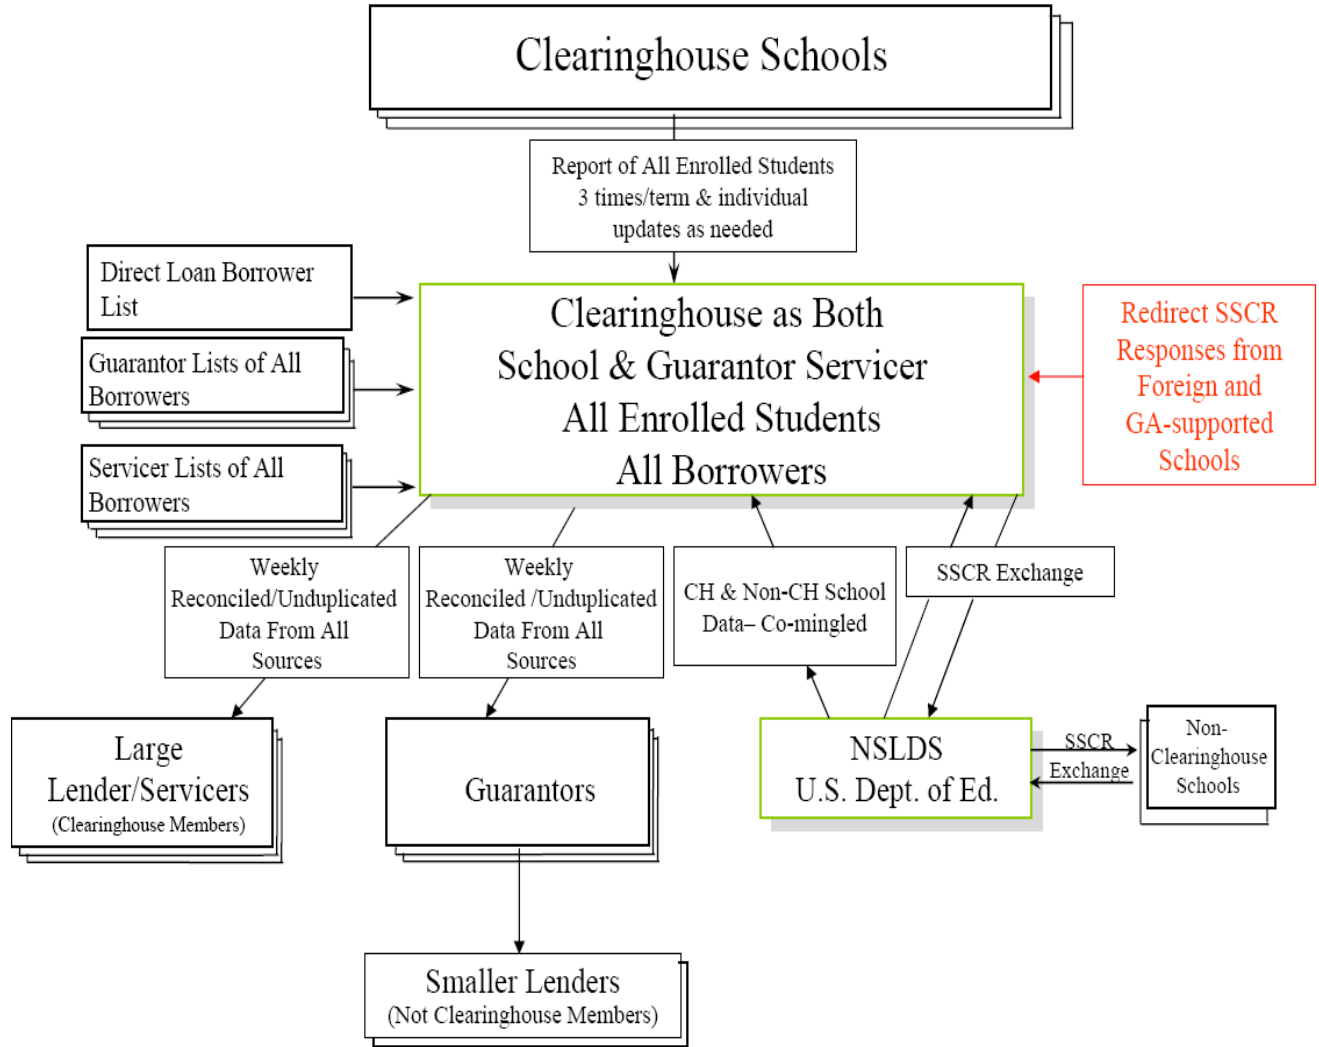 Clearinghouse Schools
Report of All Enrolled Students
3 times/term & individual
updates as needed
Direct Loan Borrower
List
Guarantor Lists of All
Borrowers
Servicer Lists of All
Borrowers
Clearinghouse as Both
School & Guarantor Servicer
All Enrolled Students
All Borrowers
Redirect SSCR
Responses from
Foreign and
GA-supported
Schools
Weekly
Reconciled/Unduplicated
Data From All
Sources
Weekly
Reconciled /Unduplicated
Data From All
Sources
CH & Non-CH School
Data– Co-mingled
SSCR Exchange
Large
Lender/Servicers
(Clearinghouse Members)
Guarantors
NSLDS
U.S. Dept. of Ed.
SSCR
Exchange
Non-
Clearinghouse
Schools
Smaller Lenders
(Not Clearinghouse Members)